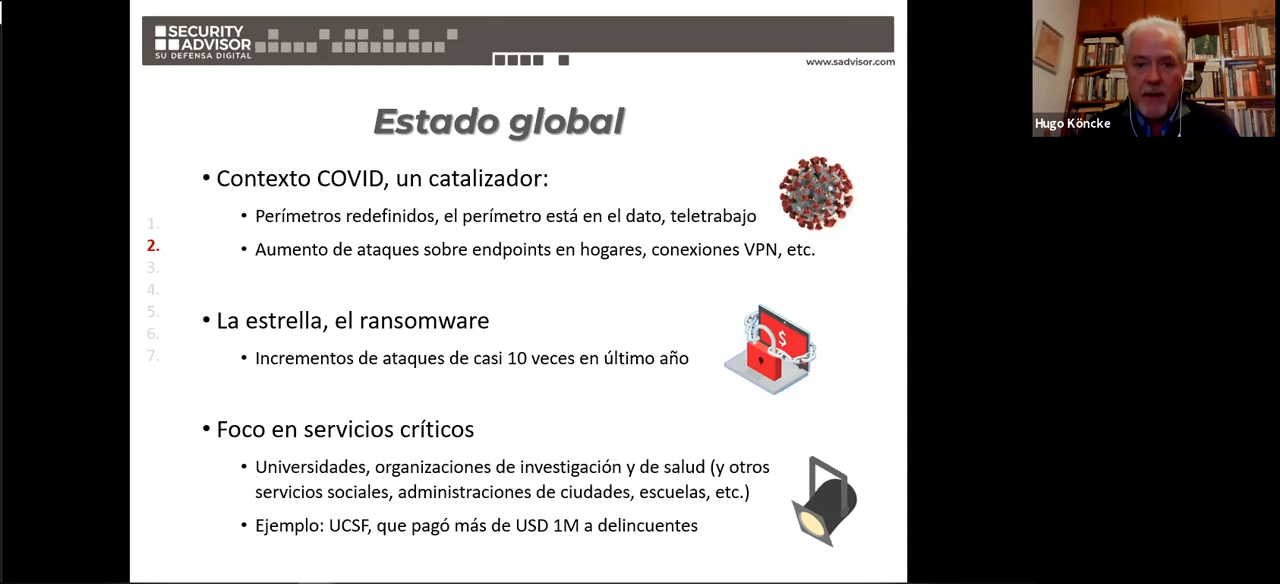 SECURITY
ADVISOR
SU DEFENSA DIGITAL
www.sadvisor.com
Hugo Köncke
Estado global
• Contexto COVID, un catalizador:
• Perímetros redefinidos, el perímetro está en el dato, teletrabajo
• Aumento de ataques sobre endpoints en hogares, conexiones VPN, etc.
1.
2.
3.
4.
5.
6.
7.
• La estrella, el ransomware
• Incrementos de ataques de casi 10 veces en último año
$
• Foco en servicios críticos
• Universidades, organizaciones de investigación y de salud (y otros
servicios sociales, administraciones de ciudades, escuelas, etc.)
• Ejemplo: UCSF, que pagó más de USD 1M a delincuentes